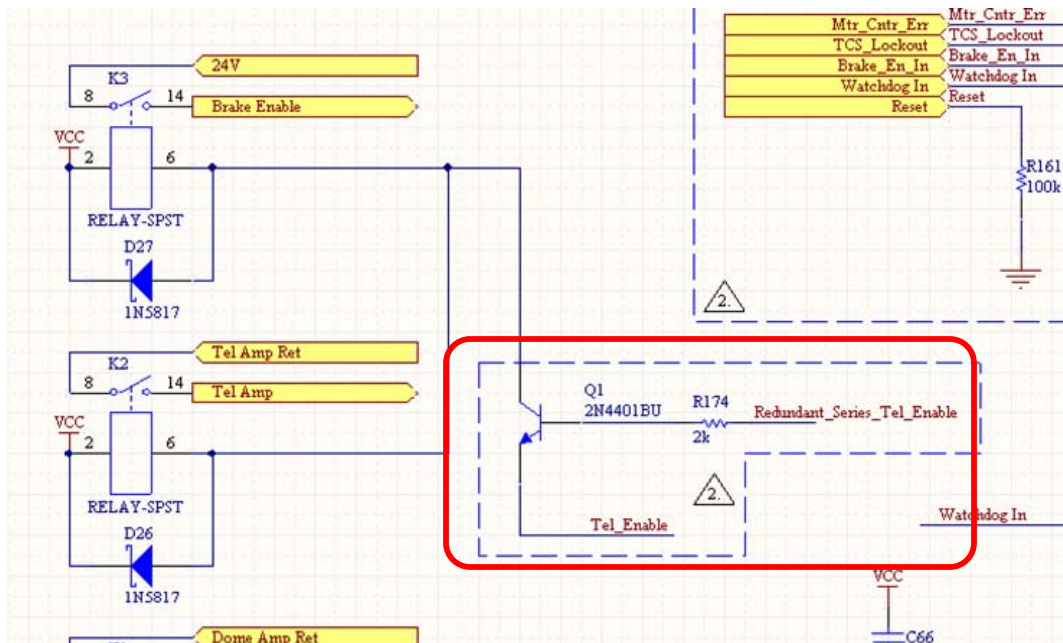 Mtr_Cntr_Err
Mtr_Cntr_Err
TCS_Lockout
TCS_Lockout
Brake_En_In
Brake_En_In
Watchdog In
Watchdog In
Reset
Reset
24V
K3
8
14
Brake Enable
VCC
2
6
R161
100k
RELAY-SPST
D27
1N5817
2.
Tel Amp Ret
K2
8
14
Tel Amp
Q1
2N4401BU
R174
2k
Redundant_Series_Tel_Enable
VCC
2
6
2.
RELAY-SPST
Tel_Enable
Watchdog In
D26
1N5817
VCC
C66
Dome Amp Ret